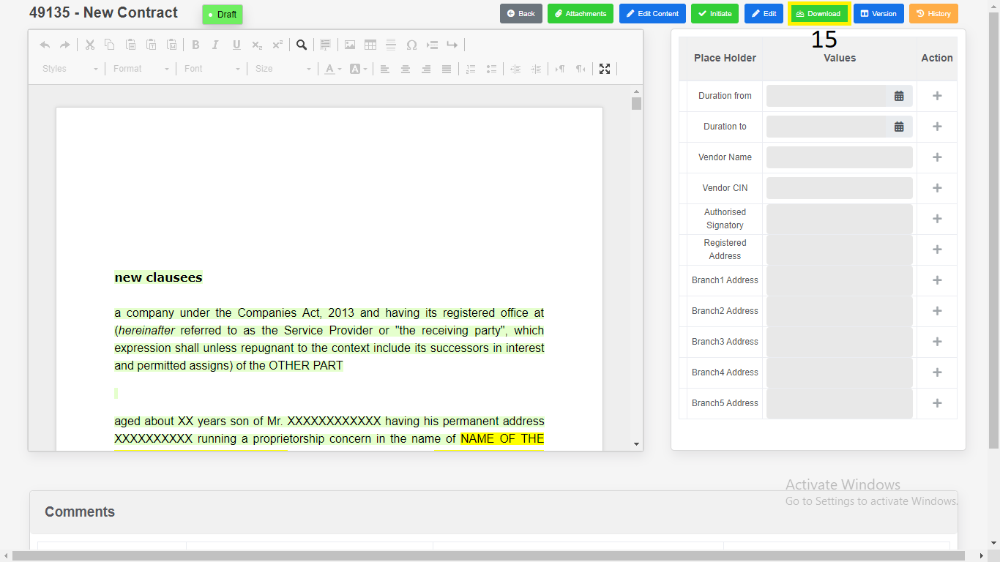 49135 - New Contract
Draft
Back
Attachments
Edit Content
Initiate
Edit
Download
Version
History
15
Styles
Format
Font
Size
Place Holder Values Action
Duration from
Duration to
Vendor Name
Vendor CIN
Authorised
Signatory
Registered
Address
Branch1 Address
Branch2 Address
Branch3 Address
Branch4 Address
Branch5 Address
new clausees
a company under the Companies Act, 2013 and having its registered office at
(hereinafter referred to as the Service Provider or "the receiving party", which
expression shall unless repugnant to the context include its successors in interest
and permitted assigns) of the OTHER PART
aged about XX years son of Mr. XXXXXXXXXXXX having his permanent address
XXXXXXXXXX running a proprietorship concern in the name of NAME OF THE
Activate Windows
Go to Settings to activate Windows.
Comments